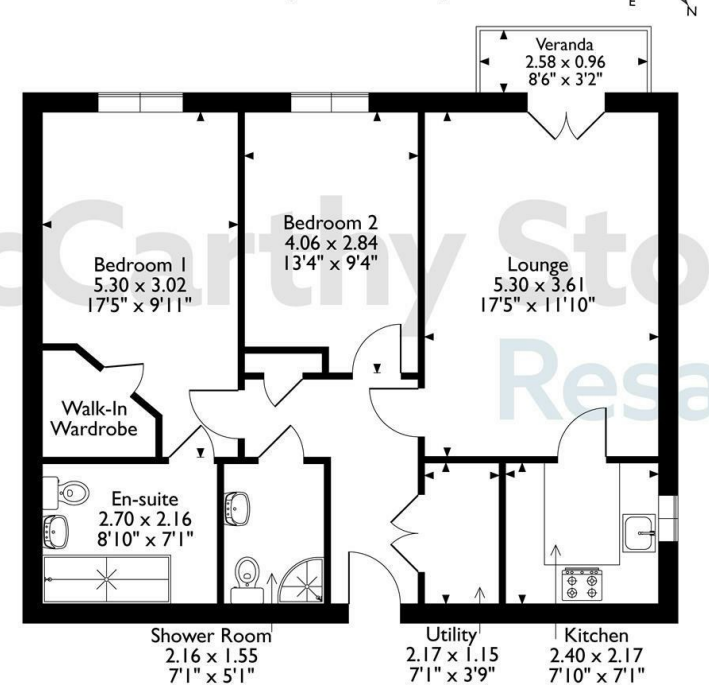 E
N
Veranda
2.58 x 0.96
8'6" x 3'2"
Bedroom 1
5.30 x 3.02
17'5" x 9'11"
Bedroom 2
4.06 x 2.84
13'4" x 9'4"
Lounge
5.30 x 3.61
17'5" x 11'10"
cCarthy Sto
Resa
Walk-In
Wardrobe
En-suite
2.70 x 2.16
8'10" x 7'1"
Shower Room
2.16 x 1.55
7'1" x 5'1"
Utility
2.17 x 1.15
7'1" x 3'9"
Kitchen
2.40 x 2.17
7'10" x 7'1"